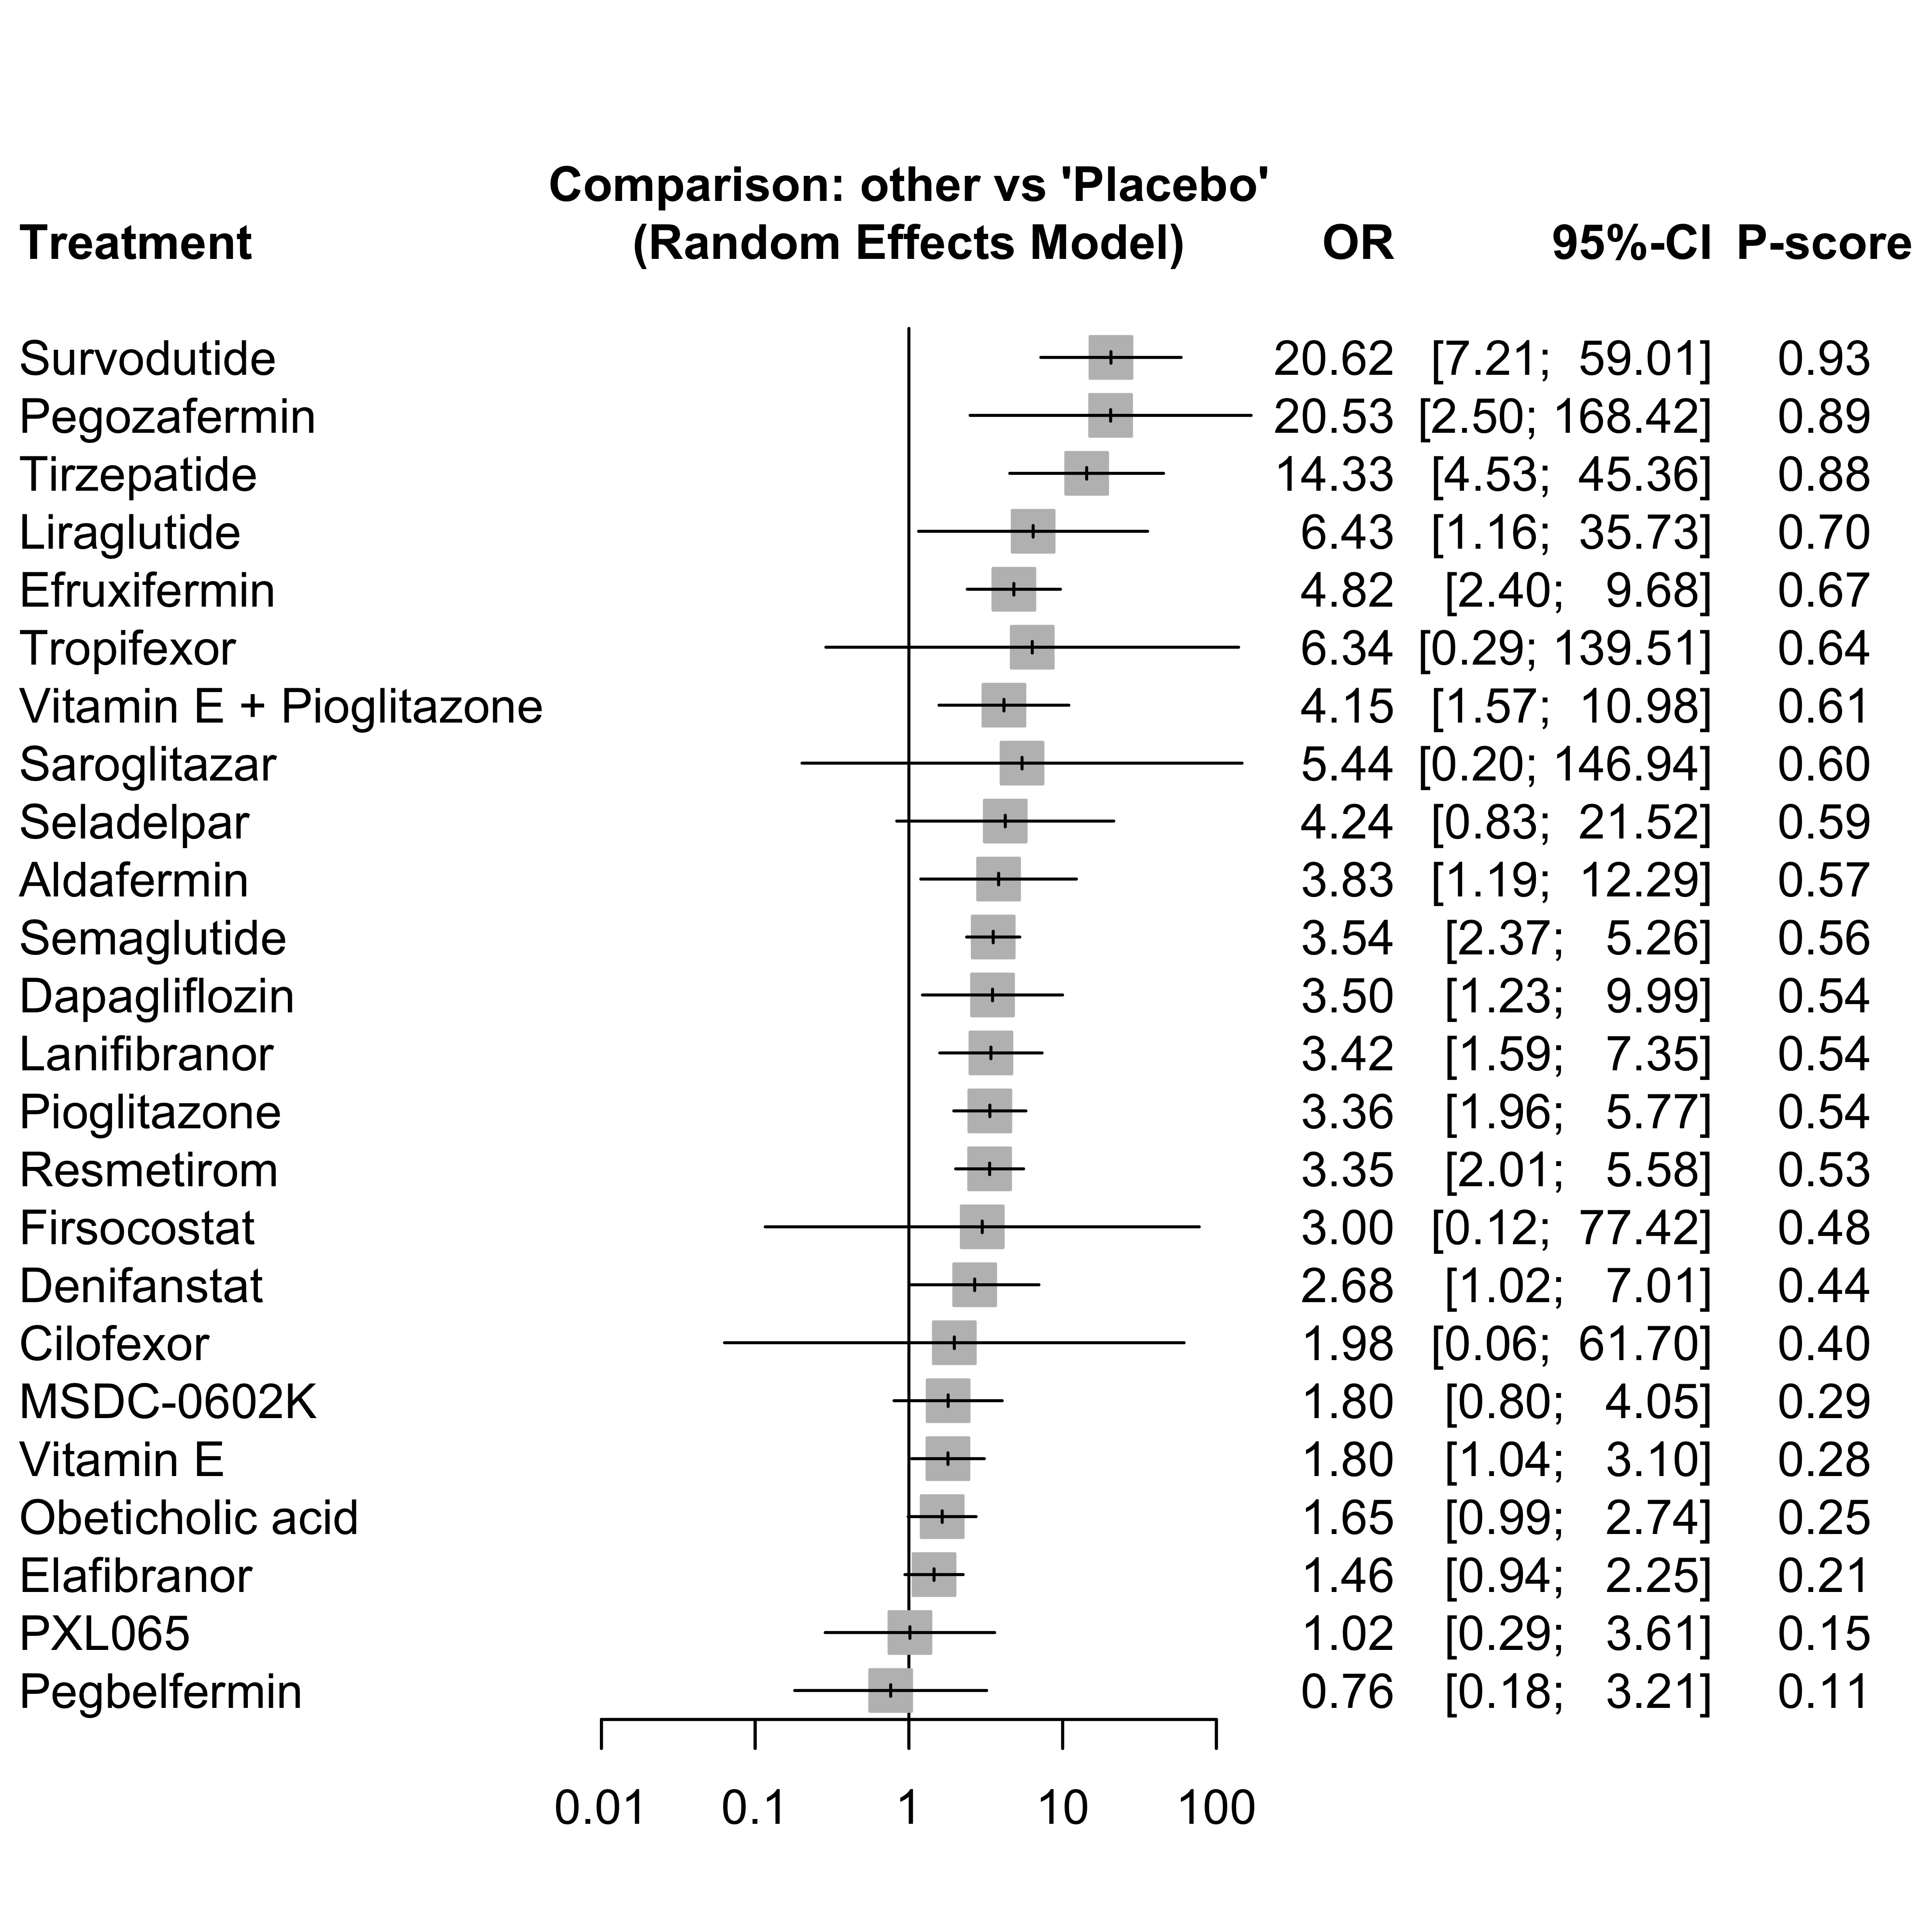 Comparison: other vs 'Placebo'
Treatment (Random Effects Model) OR 95%-CI P-score
Survodutide 20.62 [7.21; 59.01] 0.93
Pegozafermin 20.53 [2.50; 168.42] 0.89
Tirzepatide 14.33 [4.53; 45.36] 0.88
Liraglutide 6.43 [1.16; 35.73] 0.70
Efruxifermin 4.82 [2.40; 9.68] 0.67
Tropifexor 6.34 [0.29; 139.51] 0.64
Vitamin E + Pioglitazone 4.15 [1.57; 10.98] 0.61
Saroglitazar 5.44 [0.20; 146.94] 0.60
Seladelpar 4.24 [0.83; 21.52] 0.59
Aldafermin 3.83 [1.19; 12.29] 0.57
Semaglutide 3.54 [2.37; 5.26] 0.56
Dapagliflozin 3.50 [1.23; 9.99] 0.54
Lanifibranor 3.42 [1.59; 7.35] 0.54
Pioglitazone 3.36 [1.96; 5.77] 0.54
Resmetirom 3.35 [2.01; 5.58] 0.53
Firsocostat 3.00 [0.12; 77.42] 0.48
Denifanstat 2.68 [1.02; 7.01] 0.44
Cilofexor 1.98 [0.06; 61.70] 0.40
MSDC-0602K 1.80 [0.80; 4.05] 0.29
Vitamin E 1.80 [1.04; 3.10] 0.28
Obeticholic acid 1.65 [0.99; 2.74] 0.25
Elafibranor 1.46 [0.94; 2.25] 0.21
PXL065 1.02 [0.29; 3.61] 0.15
Pegbelfermin 0.76 [0.18; 3.21] 0.11
0.01 0.1 1 10 100